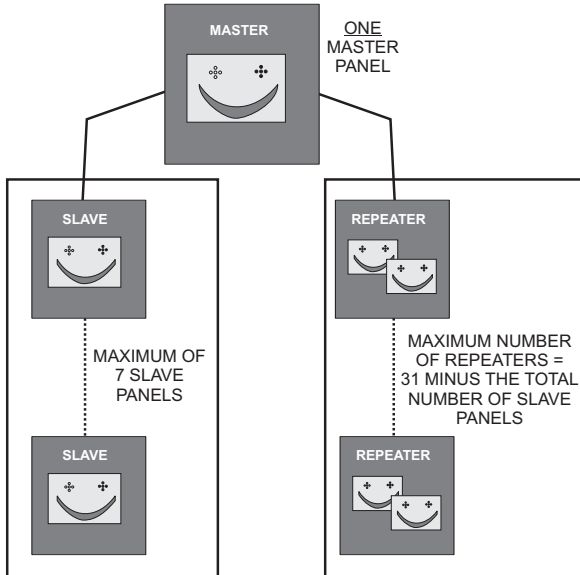 MASTER
ONE
MASTER
PANEL
SLAVE
REPEATER
MAXIMUM OF
7 SLAVE
PANELS
MAXIMUM NUMBER
OF REPEATERS =
31 MINUS THE TOTAL
NUMBER OF SLAVE
PANELS
SLAVE
REPEATER